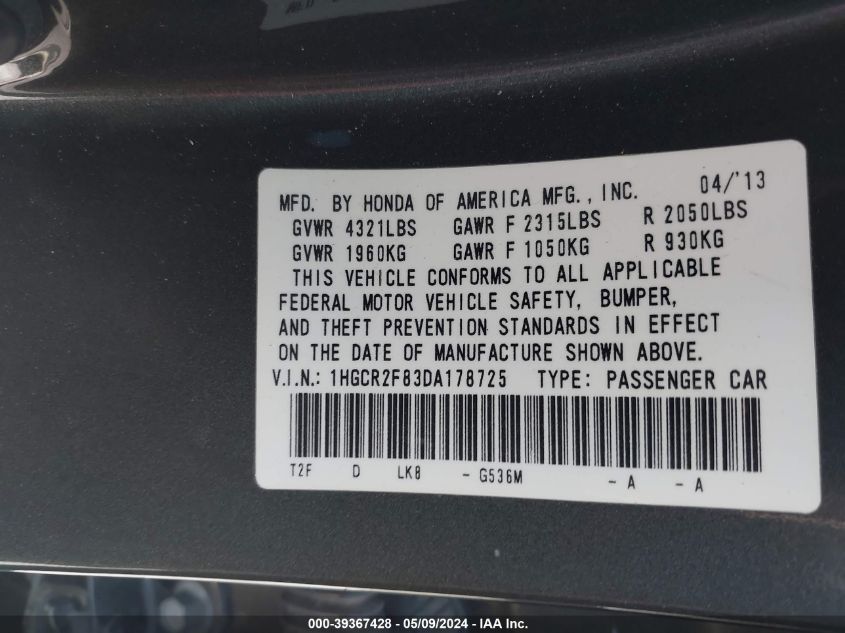 MFD. BY HONDA OF AMERICA MFG., INC. 04/'13
GVWR 4321LBS GAWR F 2315LBS R 2050LBS
GVWR 1960KG GAWR F 1050KG R 930KG
THIS VEHICLE CONFORMS TO ALL APPLICABLE
FEDERAL MOTOR VEHICLE SAFETY, BUMPER,
AND THEFT PREVENTION STANDARDS IN EFFECT
ON THE DATE OF MANUFACTURE SHOWN ABOVE.
V.I.N.: 1HGCR2F83DA178725 TYPE: PASSENGER CAR
T2F D LK8 - G536M - A - A
000-39367428 - 05/09/2024 - IAA, Inc.